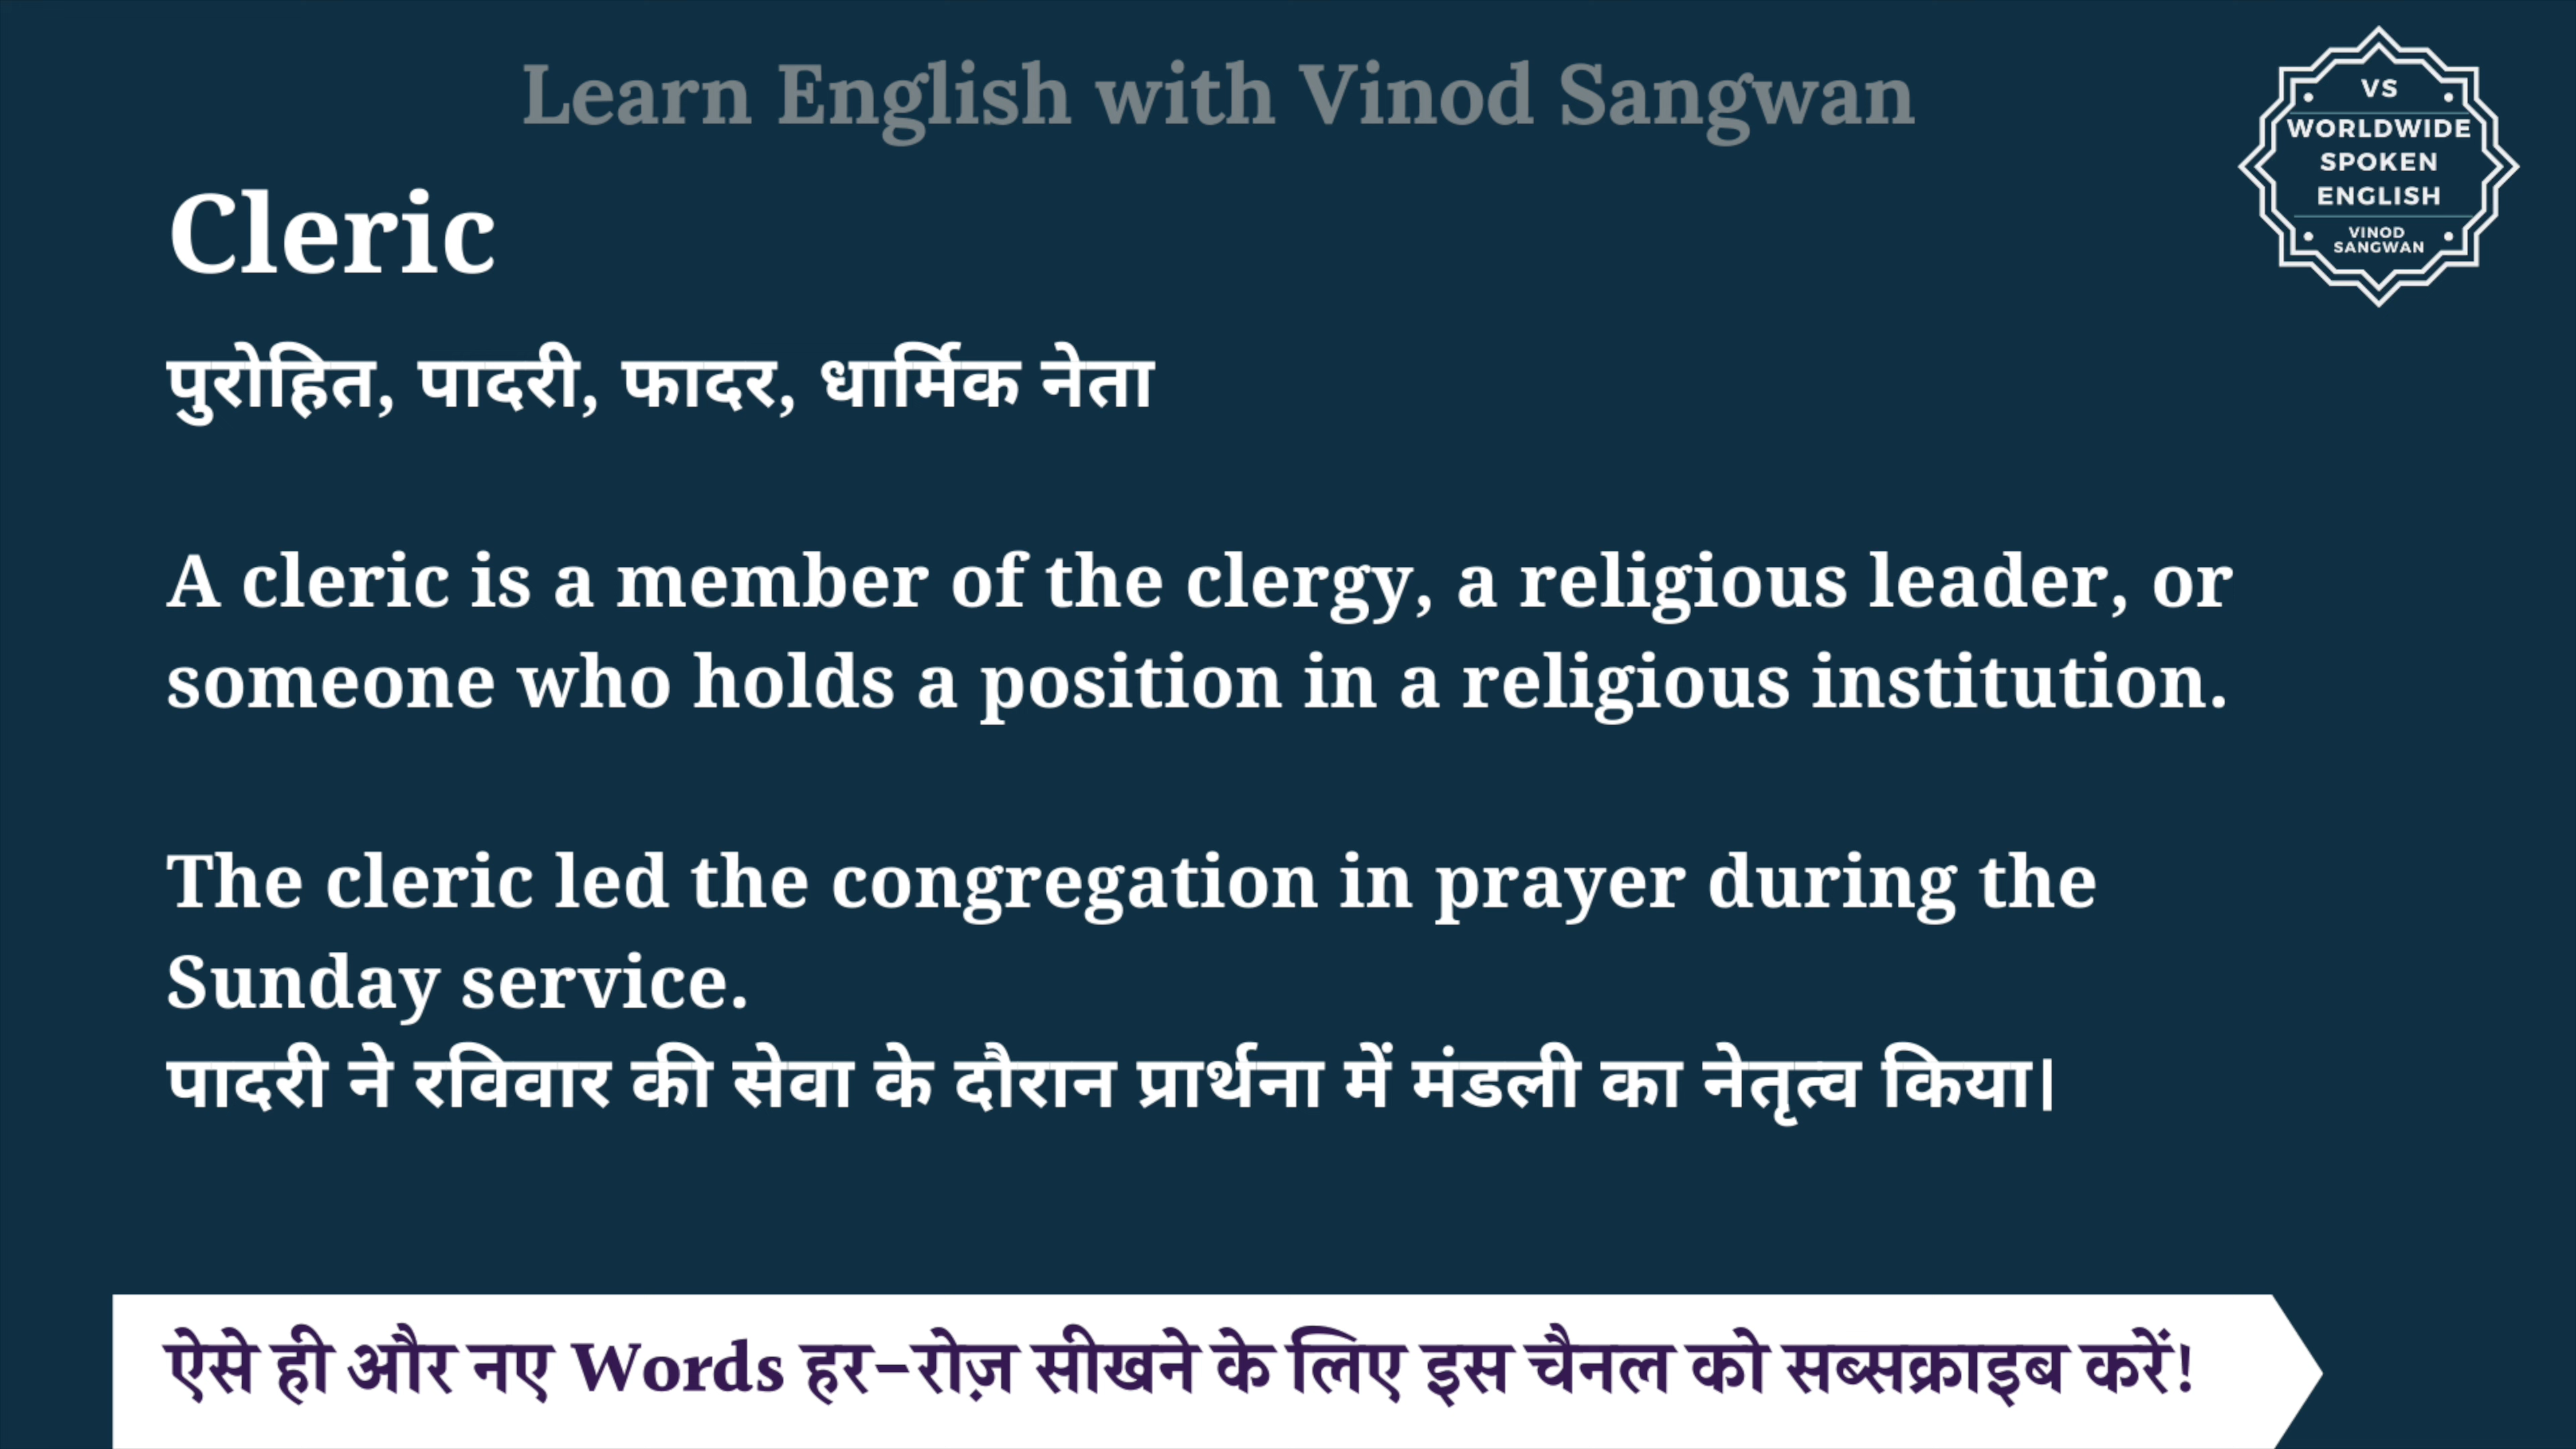 Learn English with Vinod Sangwan
VS
WORLDWIDE
SPOKEN
ENGLISH
VINOD
SANGWAN
Cleric
पुरोहित, पादरी, फादर, धार्मिक नेता
A cleric is a member of the clergy, a religious leader, or
someone who holds a position in a religious institution.
The cleric led the congregation in prayer during the
Sunday service.
पादरी ने रविवार की सेवा के दौरान प्रार्थना में मंडली का नेतृत्व किया।
ऐसे ही और नए Words हर-रोज़ सीखने के लिए इस चैनल को सब्सक्राइब करें!